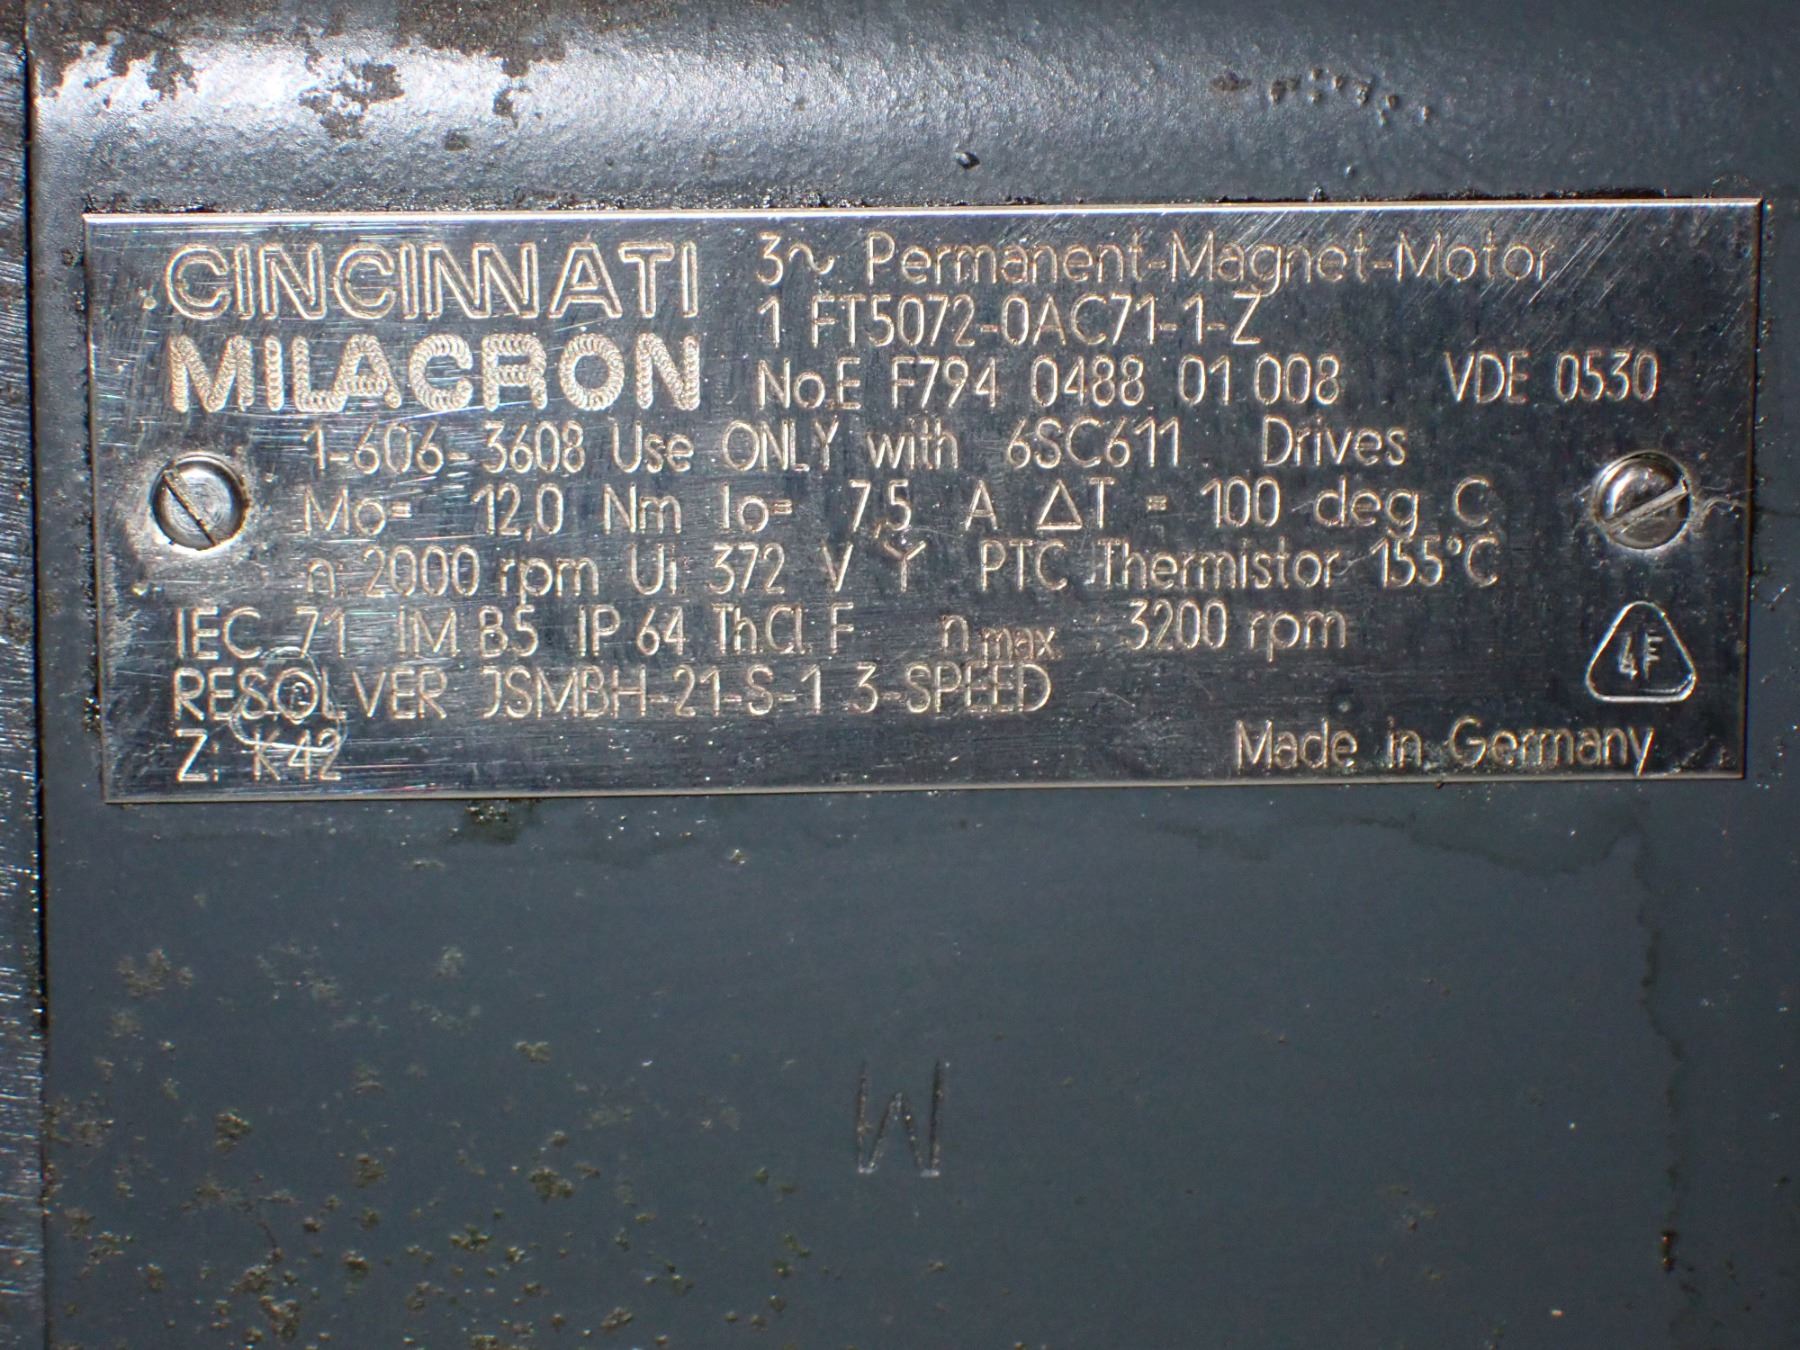 CINCINNATI
MILACRON
3~ Permanent-Magnet-Motor
1 FT5072-0AC71-1-Z
No.E F794 0488 01 008 VDE 0530
1-606-3608 Use ONLY with 6SC611 Drives
Mo= 12,0 Nm Io= 7,5 A ΔT = 100 deg C
n 2000 rpm Ui 372 V Y PTC-Thermistor 155°C
IEC 71 IM B5 IP 64 Th.Cl. F n max. 3200 rpm
4F
RESOLVER JSMBH-21-S-1 3-SPEED
Z: K42
Made in Germany
W